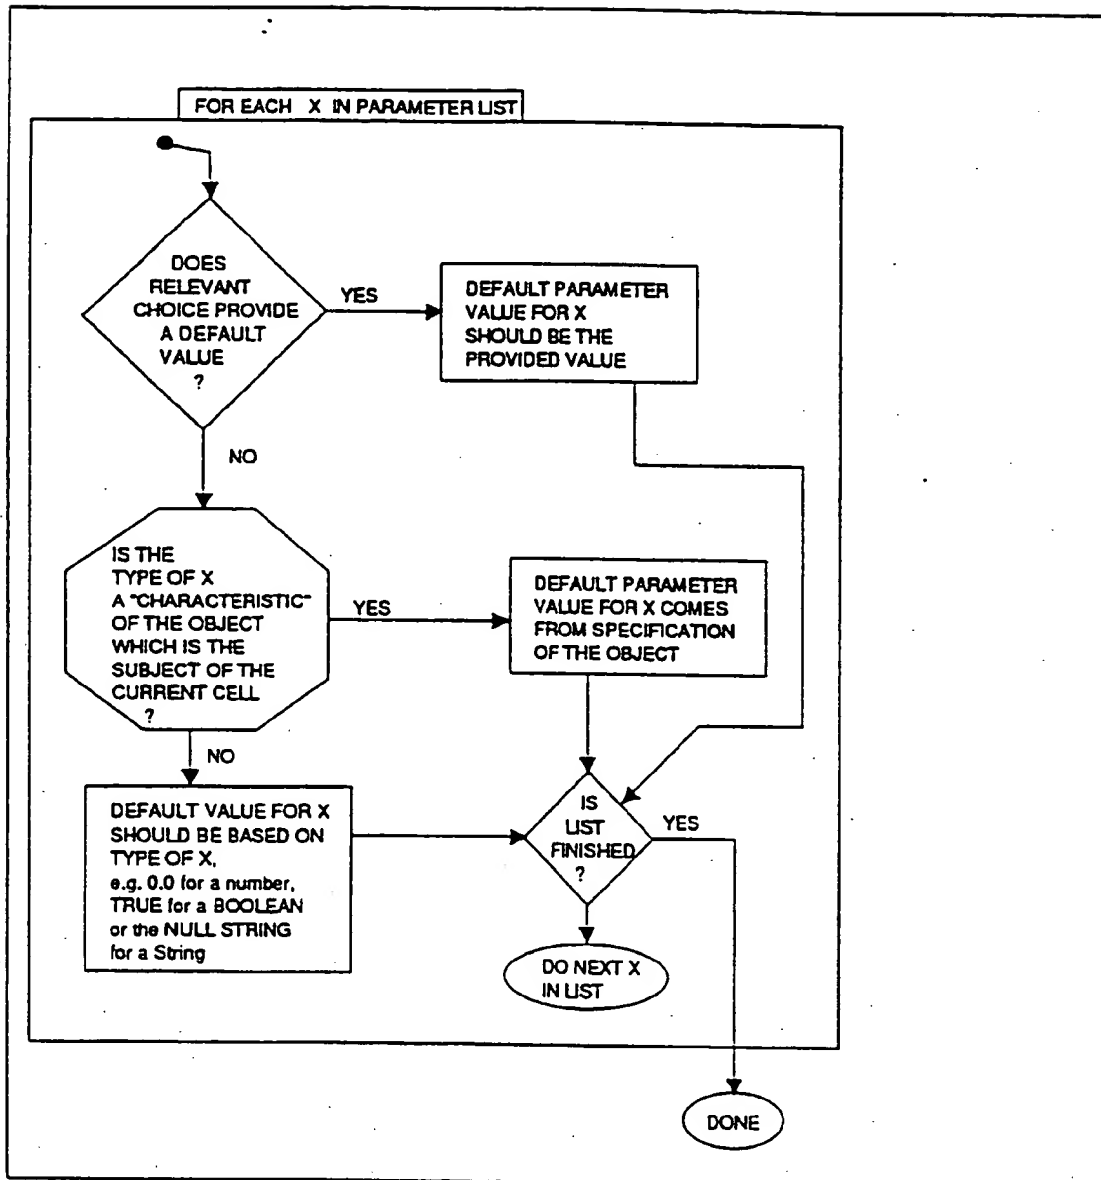 FOR EACH X IN PARAMETER LIST
DOES
RELEVANT
CHOICE PROVIDE
A DEFAULT
VALUE
?
YES
DEFAULT PARAMETER
VALUE FOR X
SHOULD BE THE
PROVIDED VALUE
NO
IS THE
TYPE OF X
A "CHARACTERISTIC"
OF THE OBJECT
WHICH IS THE
SUBJECT OF THE
CURRENT CELL
?
YES
DEFAULT PARAMETER
VALUE FOR X COMES
FROM SPECIFICATION
OF THE OBJECT
NO
DEFAULT VALUE FOR X
SHOULD BE BASED ON
TYPE OF X,
e.g. 0.0 for a number,
TRUE for a BOOLEAN
or the NULL STRING
for a String
IS
LIST
FINISHED
?
YES
DO NEXT X
IN LIST
DONE